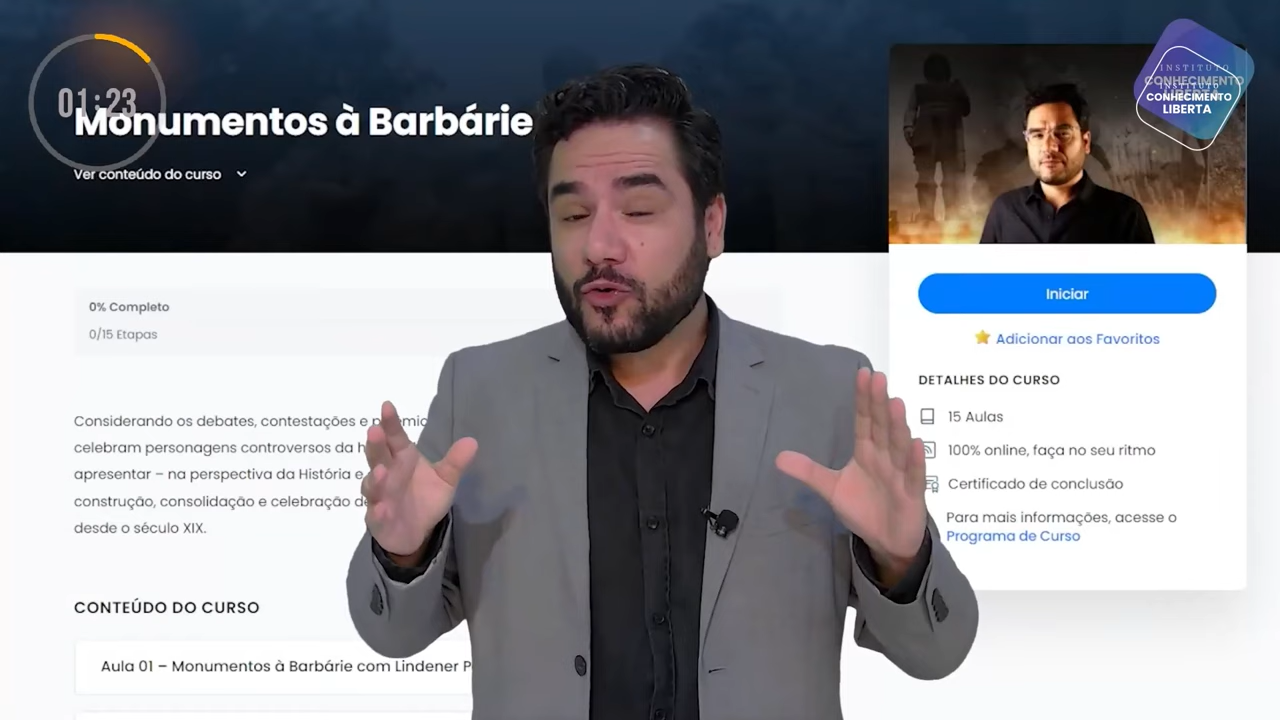 01:23
Monumentos à Barbárie
Ver conteúdo do curso
0% Completo
0/15 Etapas
Considerando os debates, contestações e
celebram personagens controversos da
apresentar – na perspectiva da História e
construção, consolidação e celebração
desde o século XIX.
CONTEÚDO DO CURSO
Aula 01 – Monumentos à Barbárie com Lindener
INSTITUTO
CONHECIMENTO
INSTITUTO
CONHECIMENTO
LIBERTA
Iniciar
Adicionar aos Favoritos
DETALHES DO CURSO
15 Aulas
100% online, faça no seu ritmo
Certificado de conclusão
Para mais informações, acesse o
Programa de Curso